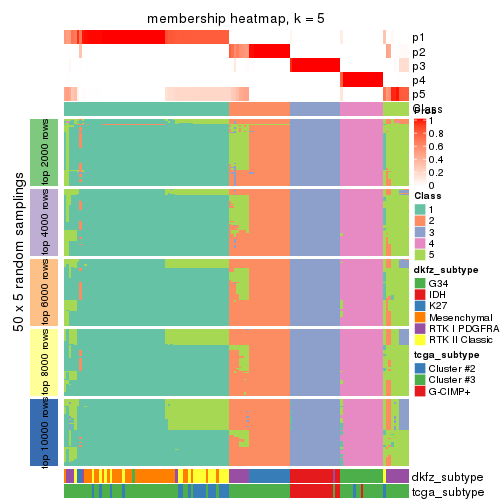 membership heatmap, k = 5
p1
p2
p3
p4
p5
Class
Prob
1
0.8
0.6
0.4
0.2
0
50 x 5 random samplings
top 2000 rows
top 4000 rows
top 6000 rows
top 8000 rows
top 10000 rows
Class
1
2
3
4
5
dkfz_subtype
G34
IDH
K27
Mesenchymal
RTK I PDGFRA
RTK II Classic
tcga_subtype
Cluster #2
Cluster #3
G-CIMP+
dkfz_subtype
tcga_subtype